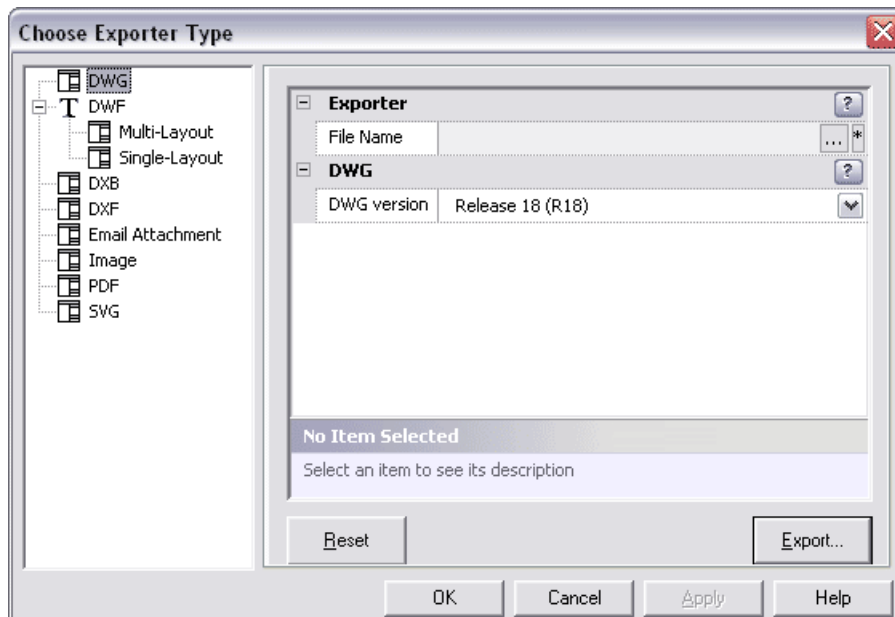 Choose Exporter Type
DWG
DWF
Multi-Layout
Single-Layout
DXB
DXF
Email Attachment
Image
PDF
SVG
Exporter ?
File Name ... *
DWG ?
DWG version Release 18 (R18)
No Item Selected
Select an item to see its description
Reset Export...
OK Cancel Apply Help